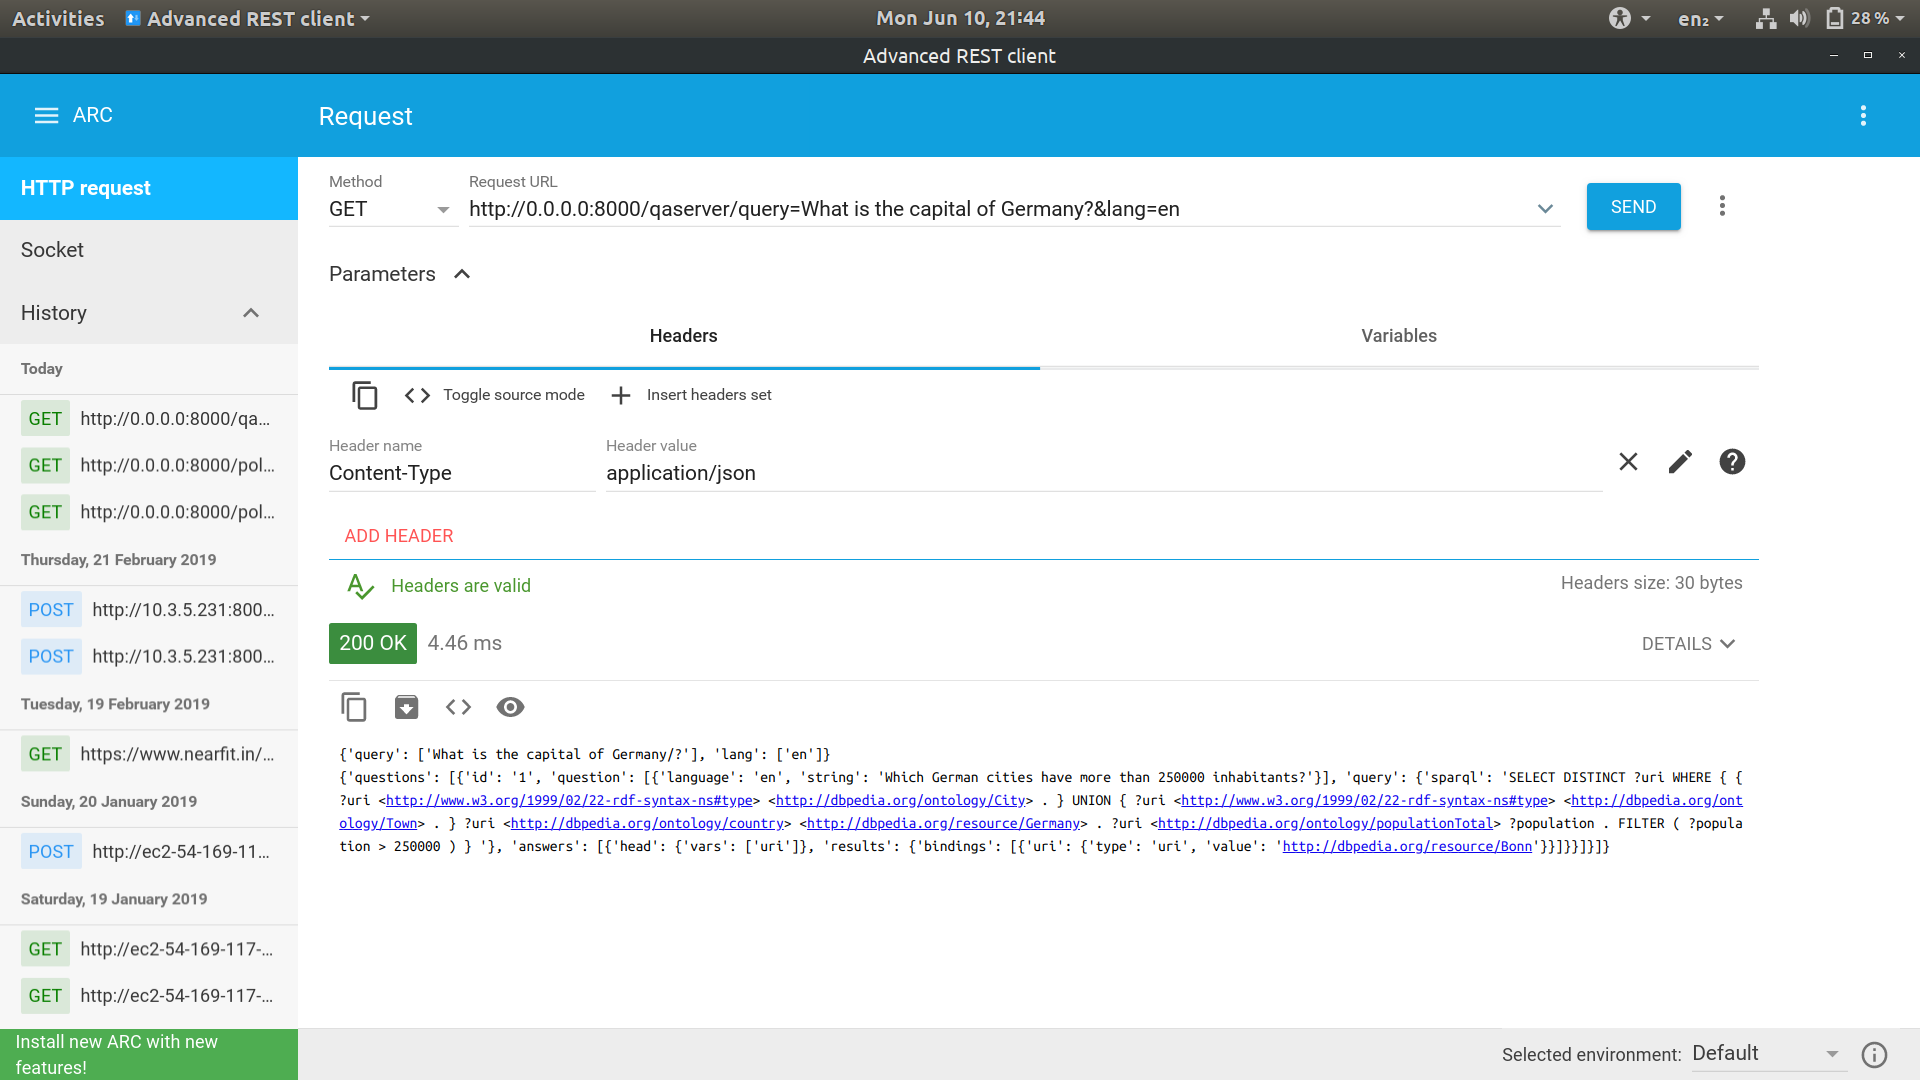 Activities
Advanced REST client
Mon Jun 10, 21:44
en₂
28 %
Advanced REST client
ARC
Request
HTTP request
Socket
History
Today
GET http://0.0.0.0:8000/qa...
GET http://0.0.0.0:8000/pol...
GET http://0.0.0.0:8000/pol...
Thursday, 21 February 2019
POST http://10.3.5.231:800...
POST http://10.3.5.231:800...
Tuesday, 19 February 2019
GET https://www.nearfit.in/...
Sunday, 20 January 2019
POST http://ec2-54-169-11...
Saturday, 19 January 2019
GET http://ec2-54-169-117-...
GET http://ec2-54-169-117-...
Install new ARC with new
features!
Method
GET
Request URL
http://0.0.0.0:8000/qaserver/query=What is the capital of Germany?&lang=en
SEND
Parameters
Headers
Variables
Toggle source mode
Insert headers set
Header name
Content-Type
Header value
application/json
ADD HEADER
Headers are valid
Headers size: 30 bytes
200 OK 4.46 ms
DETAILS
{'query': ['What is the capital of Germany/?'], 'lang': ['en']}
{'questions': [{'id': '1', 'question': [{'language': 'en', 'string': 'Which German cities have more than 250000 inhabitants?'}], 'query': {'sparql': 'SELECT DISTINCT ?uri WHERE { {
?uri <http://www.w3.org/1999/02/22-rdf-syntax-ns#type> <http://dbpedia.org/ontology/City> . } UNION { ?uri <http://www.w3.org/1999/02/22-rdf-syntax-ns#type> <http://dbpedia.org/ont
ology/Town> . } ?uri <http://dbpedia.org/ontology/country> <http://dbpedia.org/resource/Germany> . ?uri <http://dbpedia.org/ontology/populationTotal> ?population . FILTER ( ?popula
tion > 250000 ) } '}, 'answers': [{'head': {'vars': ['uri']}, 'results': {'bindings': [{'uri': {'type': 'uri', 'value': 'http://dbpedia.org/resource/Bonn'}}]}}]}]}
Selected environment: Default